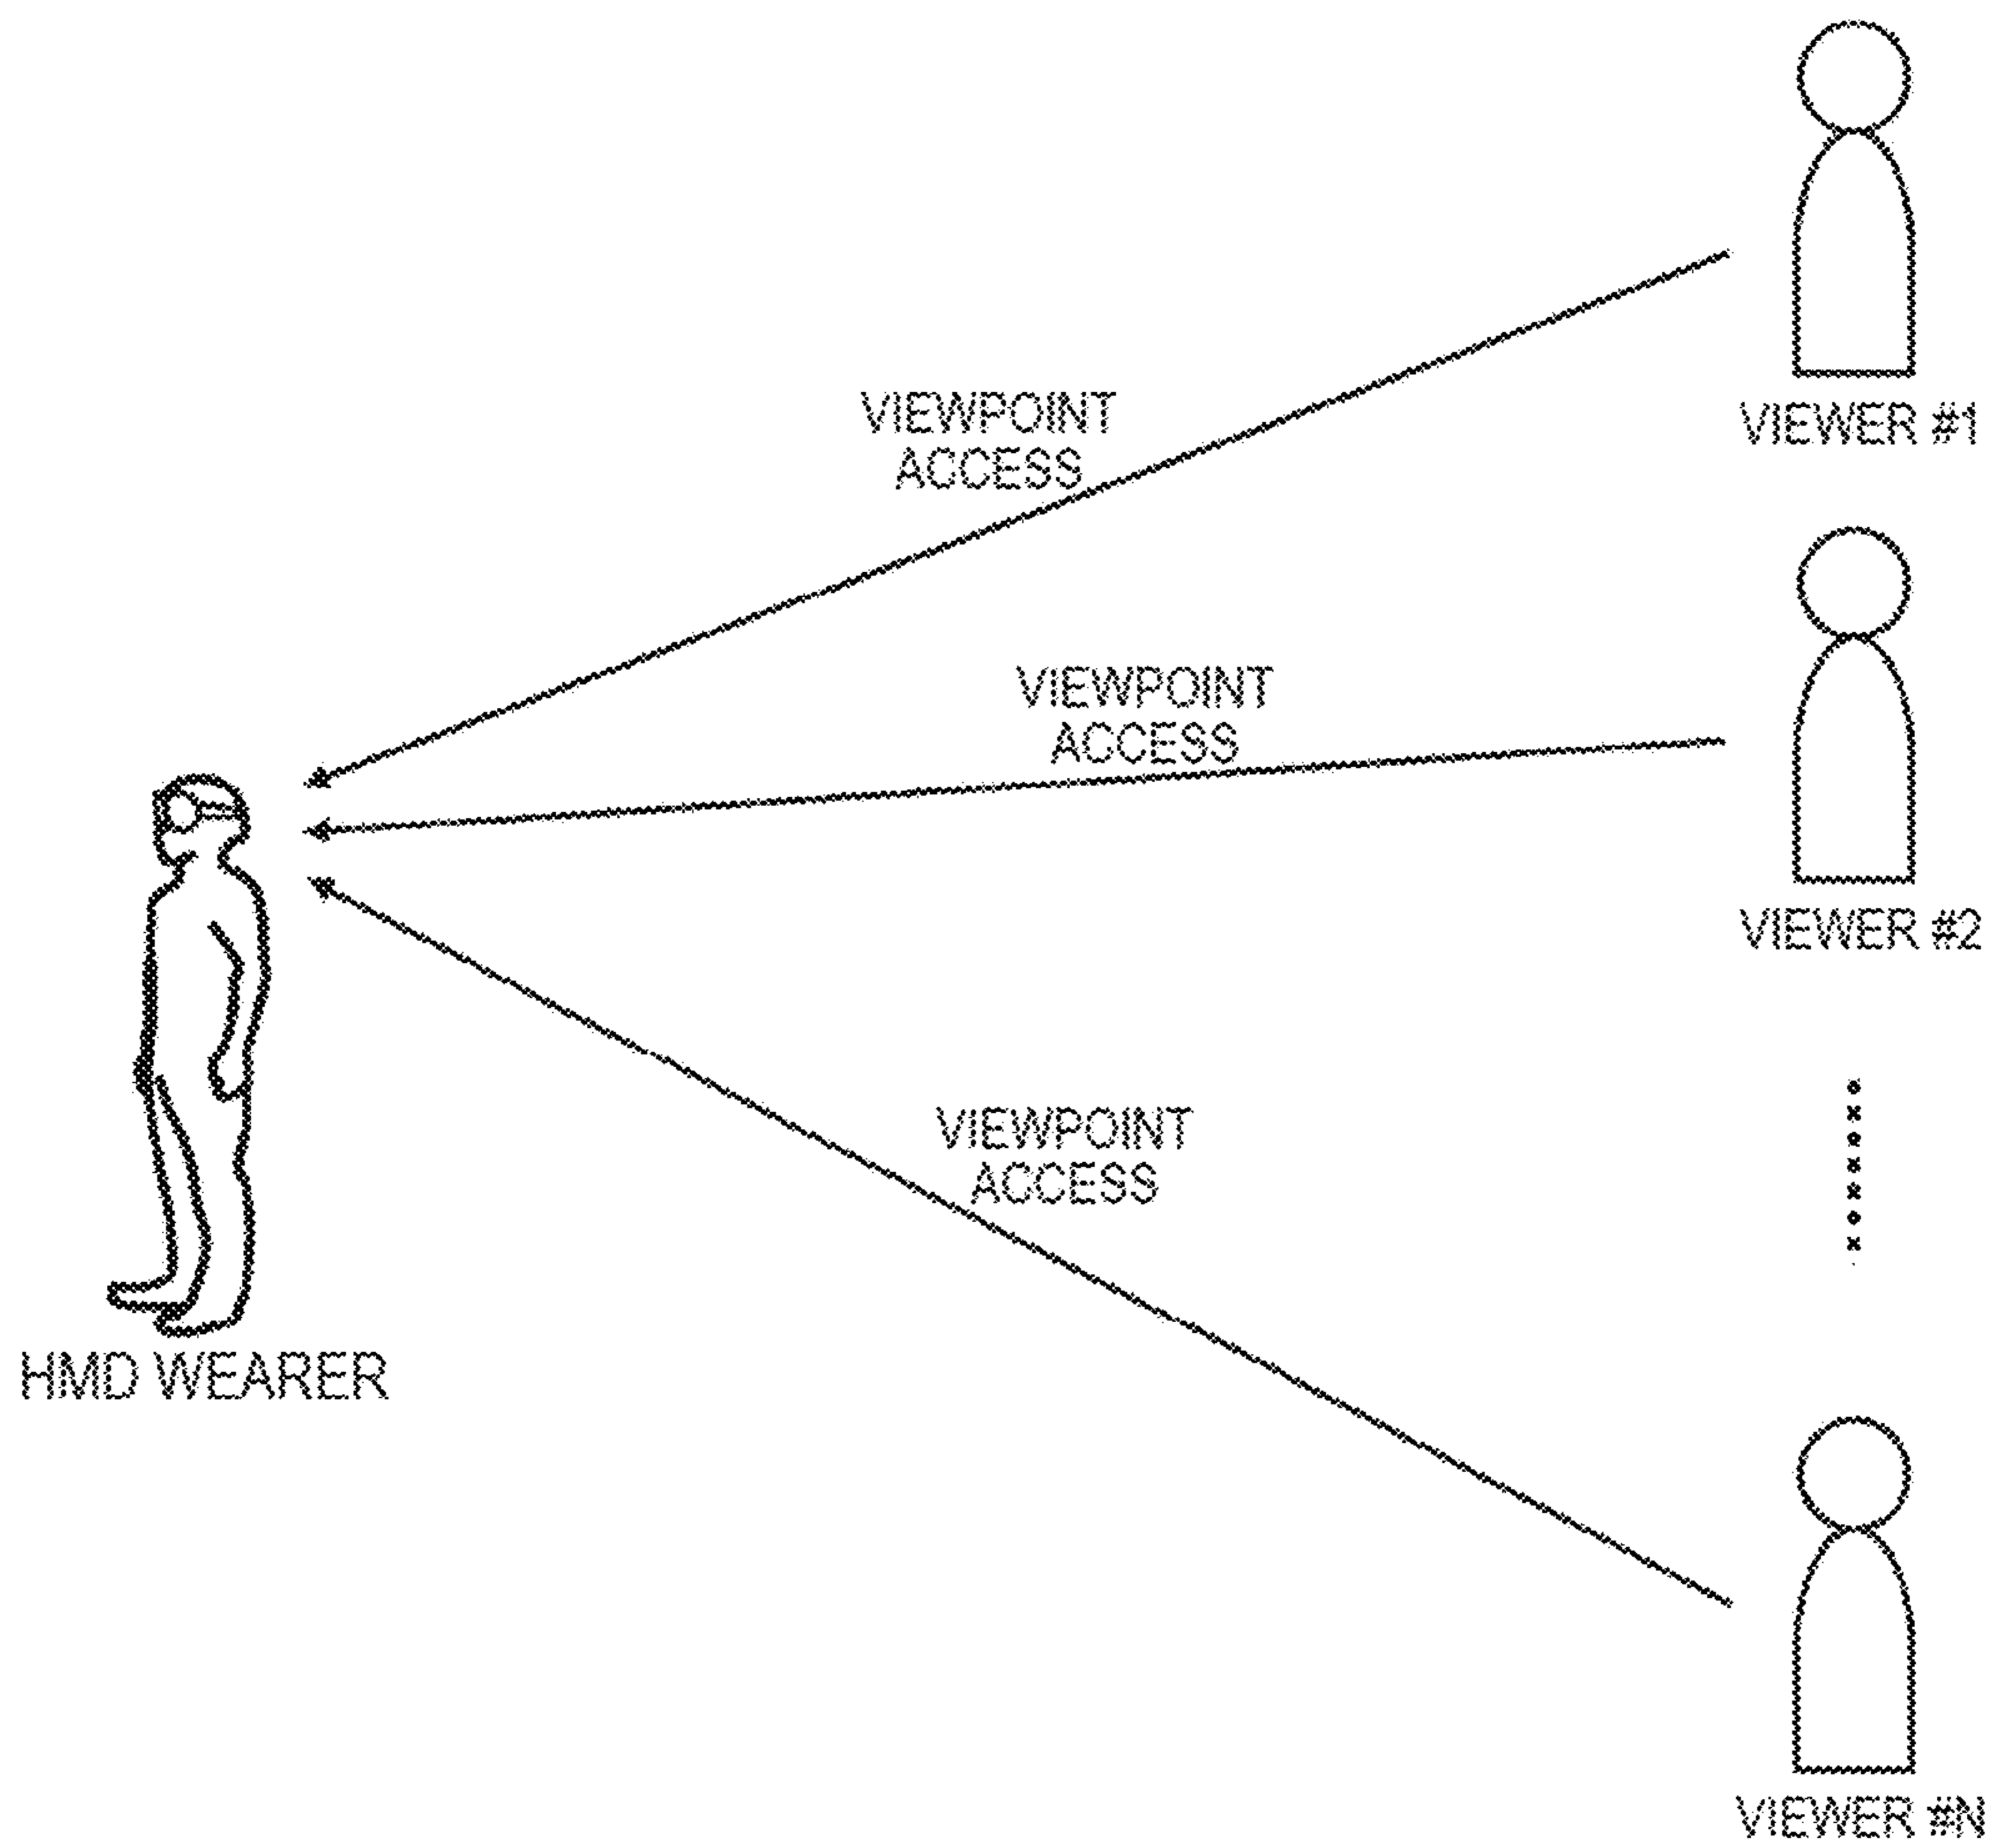 VIEWPOINT
ACCESS
VIEWER #1
VIEWPOINT
ACCESS
VIEWER #2
VIEWPOINT
ACCESS
HMD WEARER
VIEWER #N